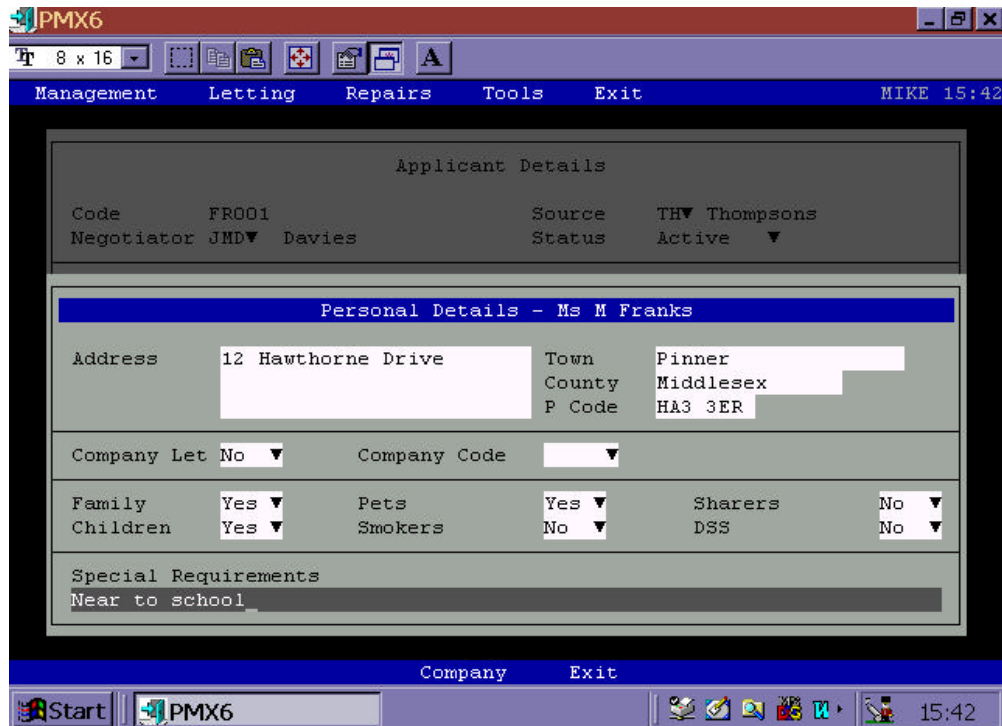 PMX6
8 x 16 A
Management Letting Repairs Tools Exit MIKE 15:42
Applicant Details
Code FR001 Source TH▼ Thompsons
Negotiator JMD▼ Davies Status Active ▼
Personal Details - Ms M Franks
Address 12 Hawthorne Drive Town Pinner
County Middlesex
P Code HA3 3ER
Company Let No ▼ Company Code ▼
Family Yes ▼ Pets Yes ▼ Sharers No ▼
Children Yes ▼ Smokers No ▼ DSS No ▼
Special Requirements
Near to school_
Company Exit
Start PMX6 15:42